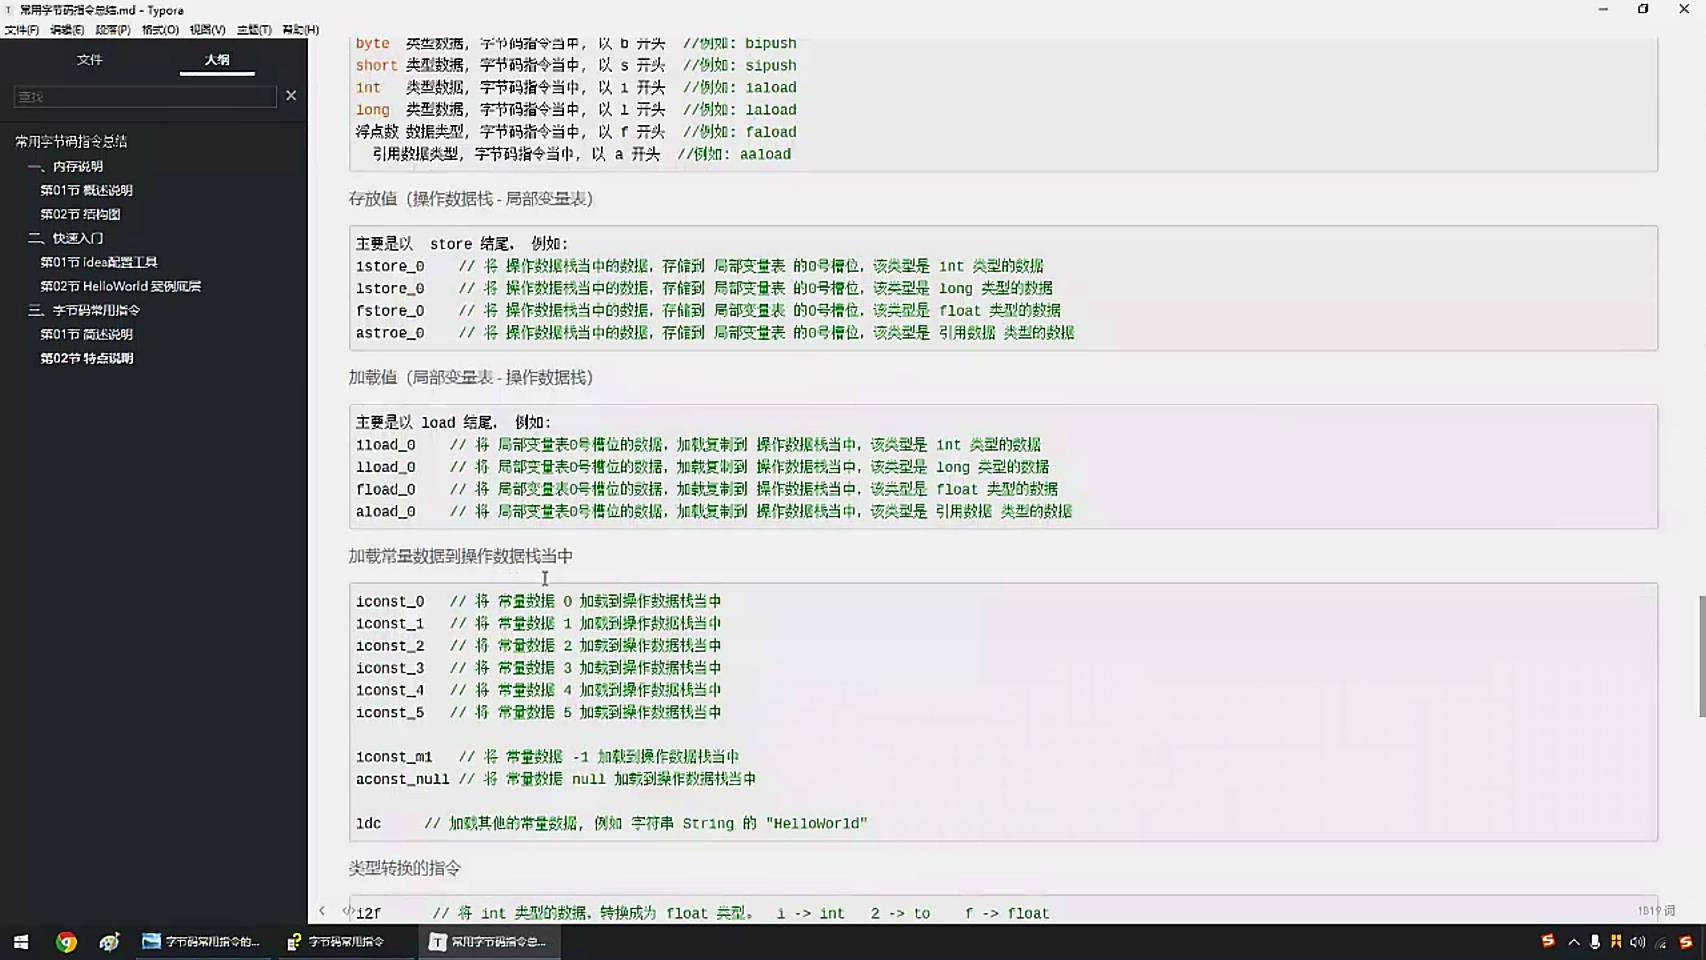 常用字节码指令总结.md - Typora
文件(F) 编辑(E) 段落(P) 格式(O) 视图(V) 主题(T) 帮助(H)
文件 大纲
查找
常用字节码指令总结
一、内存说明
第01节 概述说明
第02节 结构图
二、快速入门
第01节 idea配置工具
第02节 HelloWorld 案例底层
三、字节码常用指令
第01节 简述说明
第02节 特点说明
byte 类型数据, 字节码指令当中, 以 b 开头 //例如: bipush
short 类型数据, 字节码指令当中, 以 s 开头 //例如: sipush
int 类型数据, 字节码指令当中, 以 i 开头 //例如: iaload
long 类型数据, 字节码指令当中, 以 l 开头 //例如: laload
浮点数 数据类型, 字节码指令当中, 以 f 开头 //例如: faload
引用数据类型, 字节码指令当中, 以 a 开头 //例如: aaload
存放值（操作数据栈 - 局部变量表）
主要是以 store 结尾, 例如:
istore_0 // 将 操作数据栈当中的数据, 存储到 局部变量表 的0号槽位, 该类型是 int 类型的数据
lstore_0 // 将 操作数据栈当中的数据, 存储到 局部变量表 的0号槽位, 该类型是 long 类型的数据
fstore_0 // 将 操作数据栈当中的数据, 存储到 局部变量表 的0号槽位, 该类型是 float 类型的数据
astroe_0 // 将 操作数据栈当中的数据, 存储到 局部变量表 的0号槽位, 该类型是 引用数据 类型的数据
加载值（局部变量表 - 操作数据栈）
主要是以 load 结尾, 例如:
iload_0 // 将 局部变量表0号槽位的数据, 加载复制到 操作数据栈当中, 该类型是 int 类型的数据
lload_0 // 将 局部变量表0号槽位的数据, 加载复制到 操作数据栈当中, 该类型是 long 类型的数据
fload_0 // 将 局部变量表0号槽位的数据, 加载复制到 操作数据栈当中, 该类型是 float 类型的数据
aload_0 // 将 局部变量表0号槽位的数据, 加载复制到 操作数据栈当中, 该类型是 引用数据 类型的数据
加载常量数据到操作数据栈当中
iconst_0 // 将 常量数据 0 加载到操作数据栈当中
iconst_1 // 将 常量数据 1 加载到操作数据栈当中
iconst_2 // 将 常量数据 2 加载到操作数据栈当中
iconst_3 // 将 常量数据 3 加载到操作数据栈当中
iconst_4 // 将 常量数据 4 加载到操作数据栈当中
iconst_5 // 将 常量数据 5 加载到操作数据栈当中
iconst_m1 // 将 常量数据 -1 加载到操作数据栈当中
aconst_null // 将 常量数据 null 加载到操作数据栈当中
ldc // 加载其他的常量数据, 例如 字符串 String 的 "HelloWorld"
类型转换的指令
i2f // 将 int 类型的数据, 转换成为 float 类型。 i -> int 2 -> to f -> float
1819 词
字节码常用指令的... 字节码常用指令 常用字节码指令总...